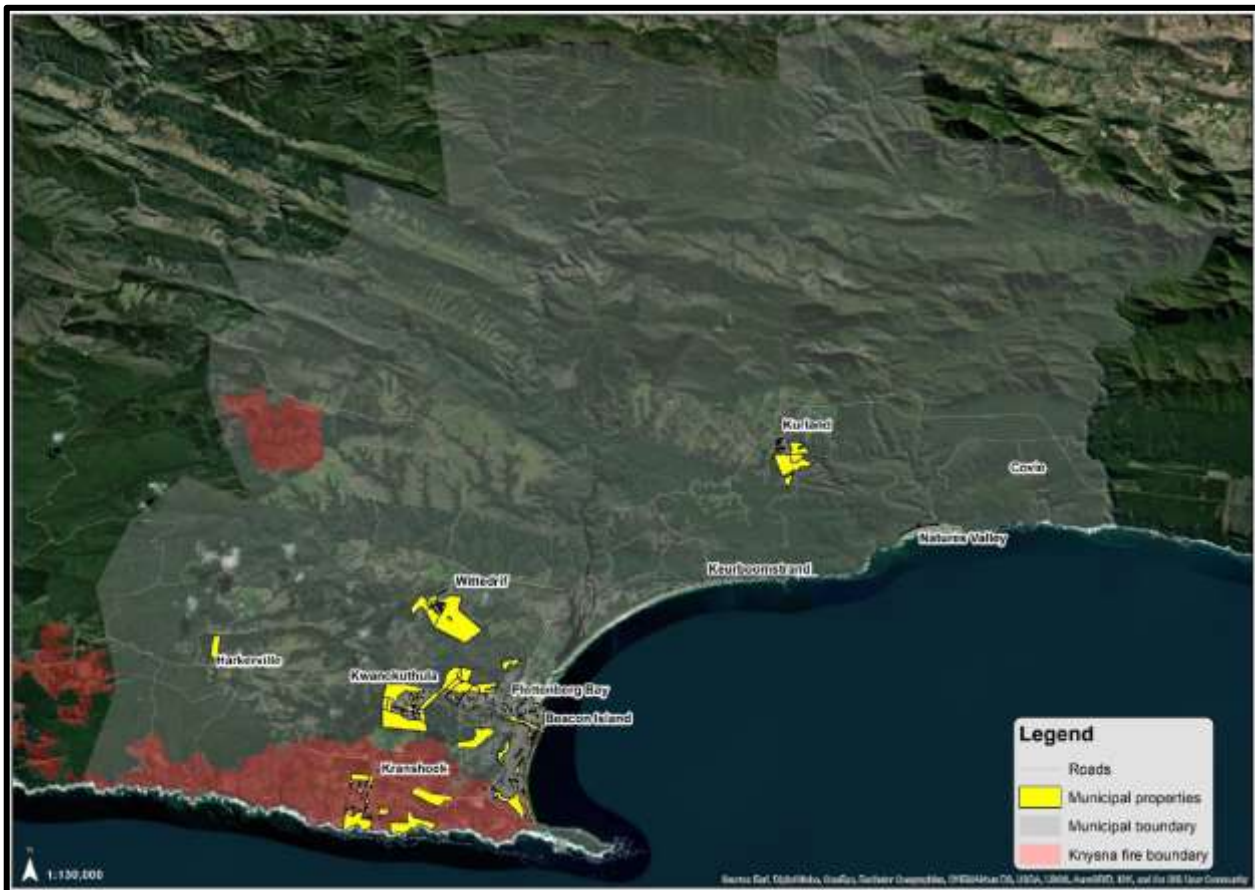 Kurland
Covie
Natures Valley
Keurboomstrand
Wittedrif
Harkerville
Kwanokuthula
Plettenberg Bay
Beacon Island
Kranshoek
Legend
Roads
Municipal properties
Municipal boundary
Knysna fire boundary
N
1:130,000